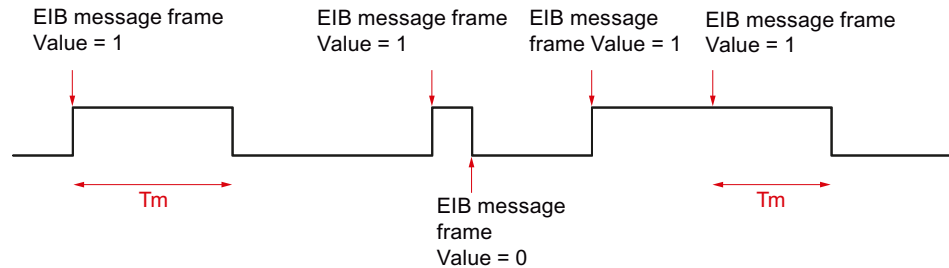 EIB message frame
Value = 1
EIB message frame
Value = 1
EIB message
frame Value = 1
EIB message frame
Value = 1
Tm
Tm
EIB message
frame
Value = 0